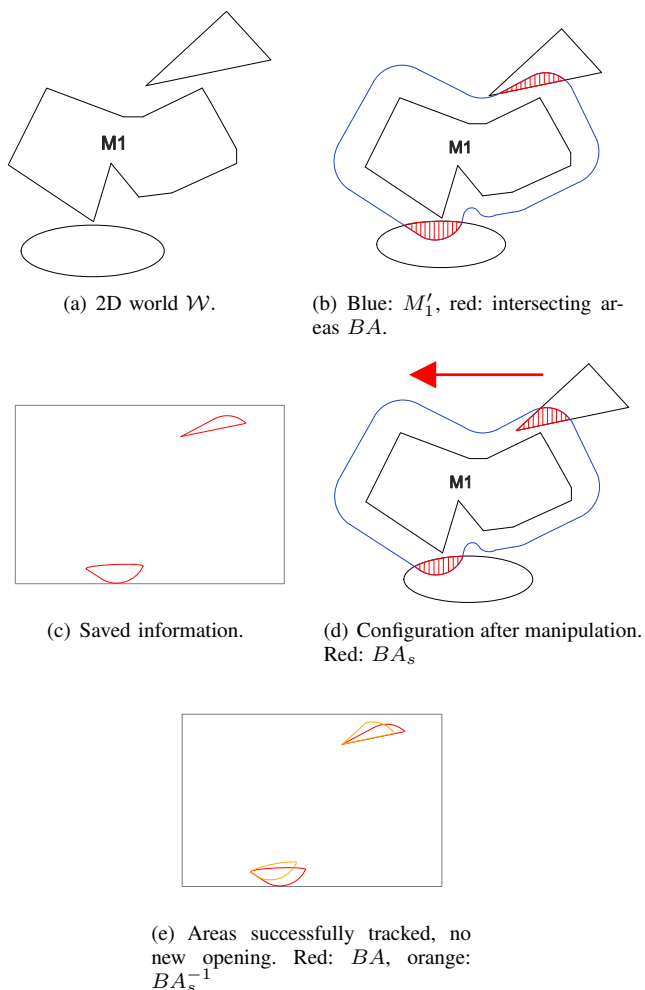 M1
M1
(a) 2D world 𝒲.
(b) Blue: M₁′, red: intersecting ar-
eas BA.
M1
(c) Saved information.
(d) Configuration after manipulation.
Red: BAₛ
(e) Areas successfully tracked, no
new opening. Red: BA, orange:
BAₛ⁻¹